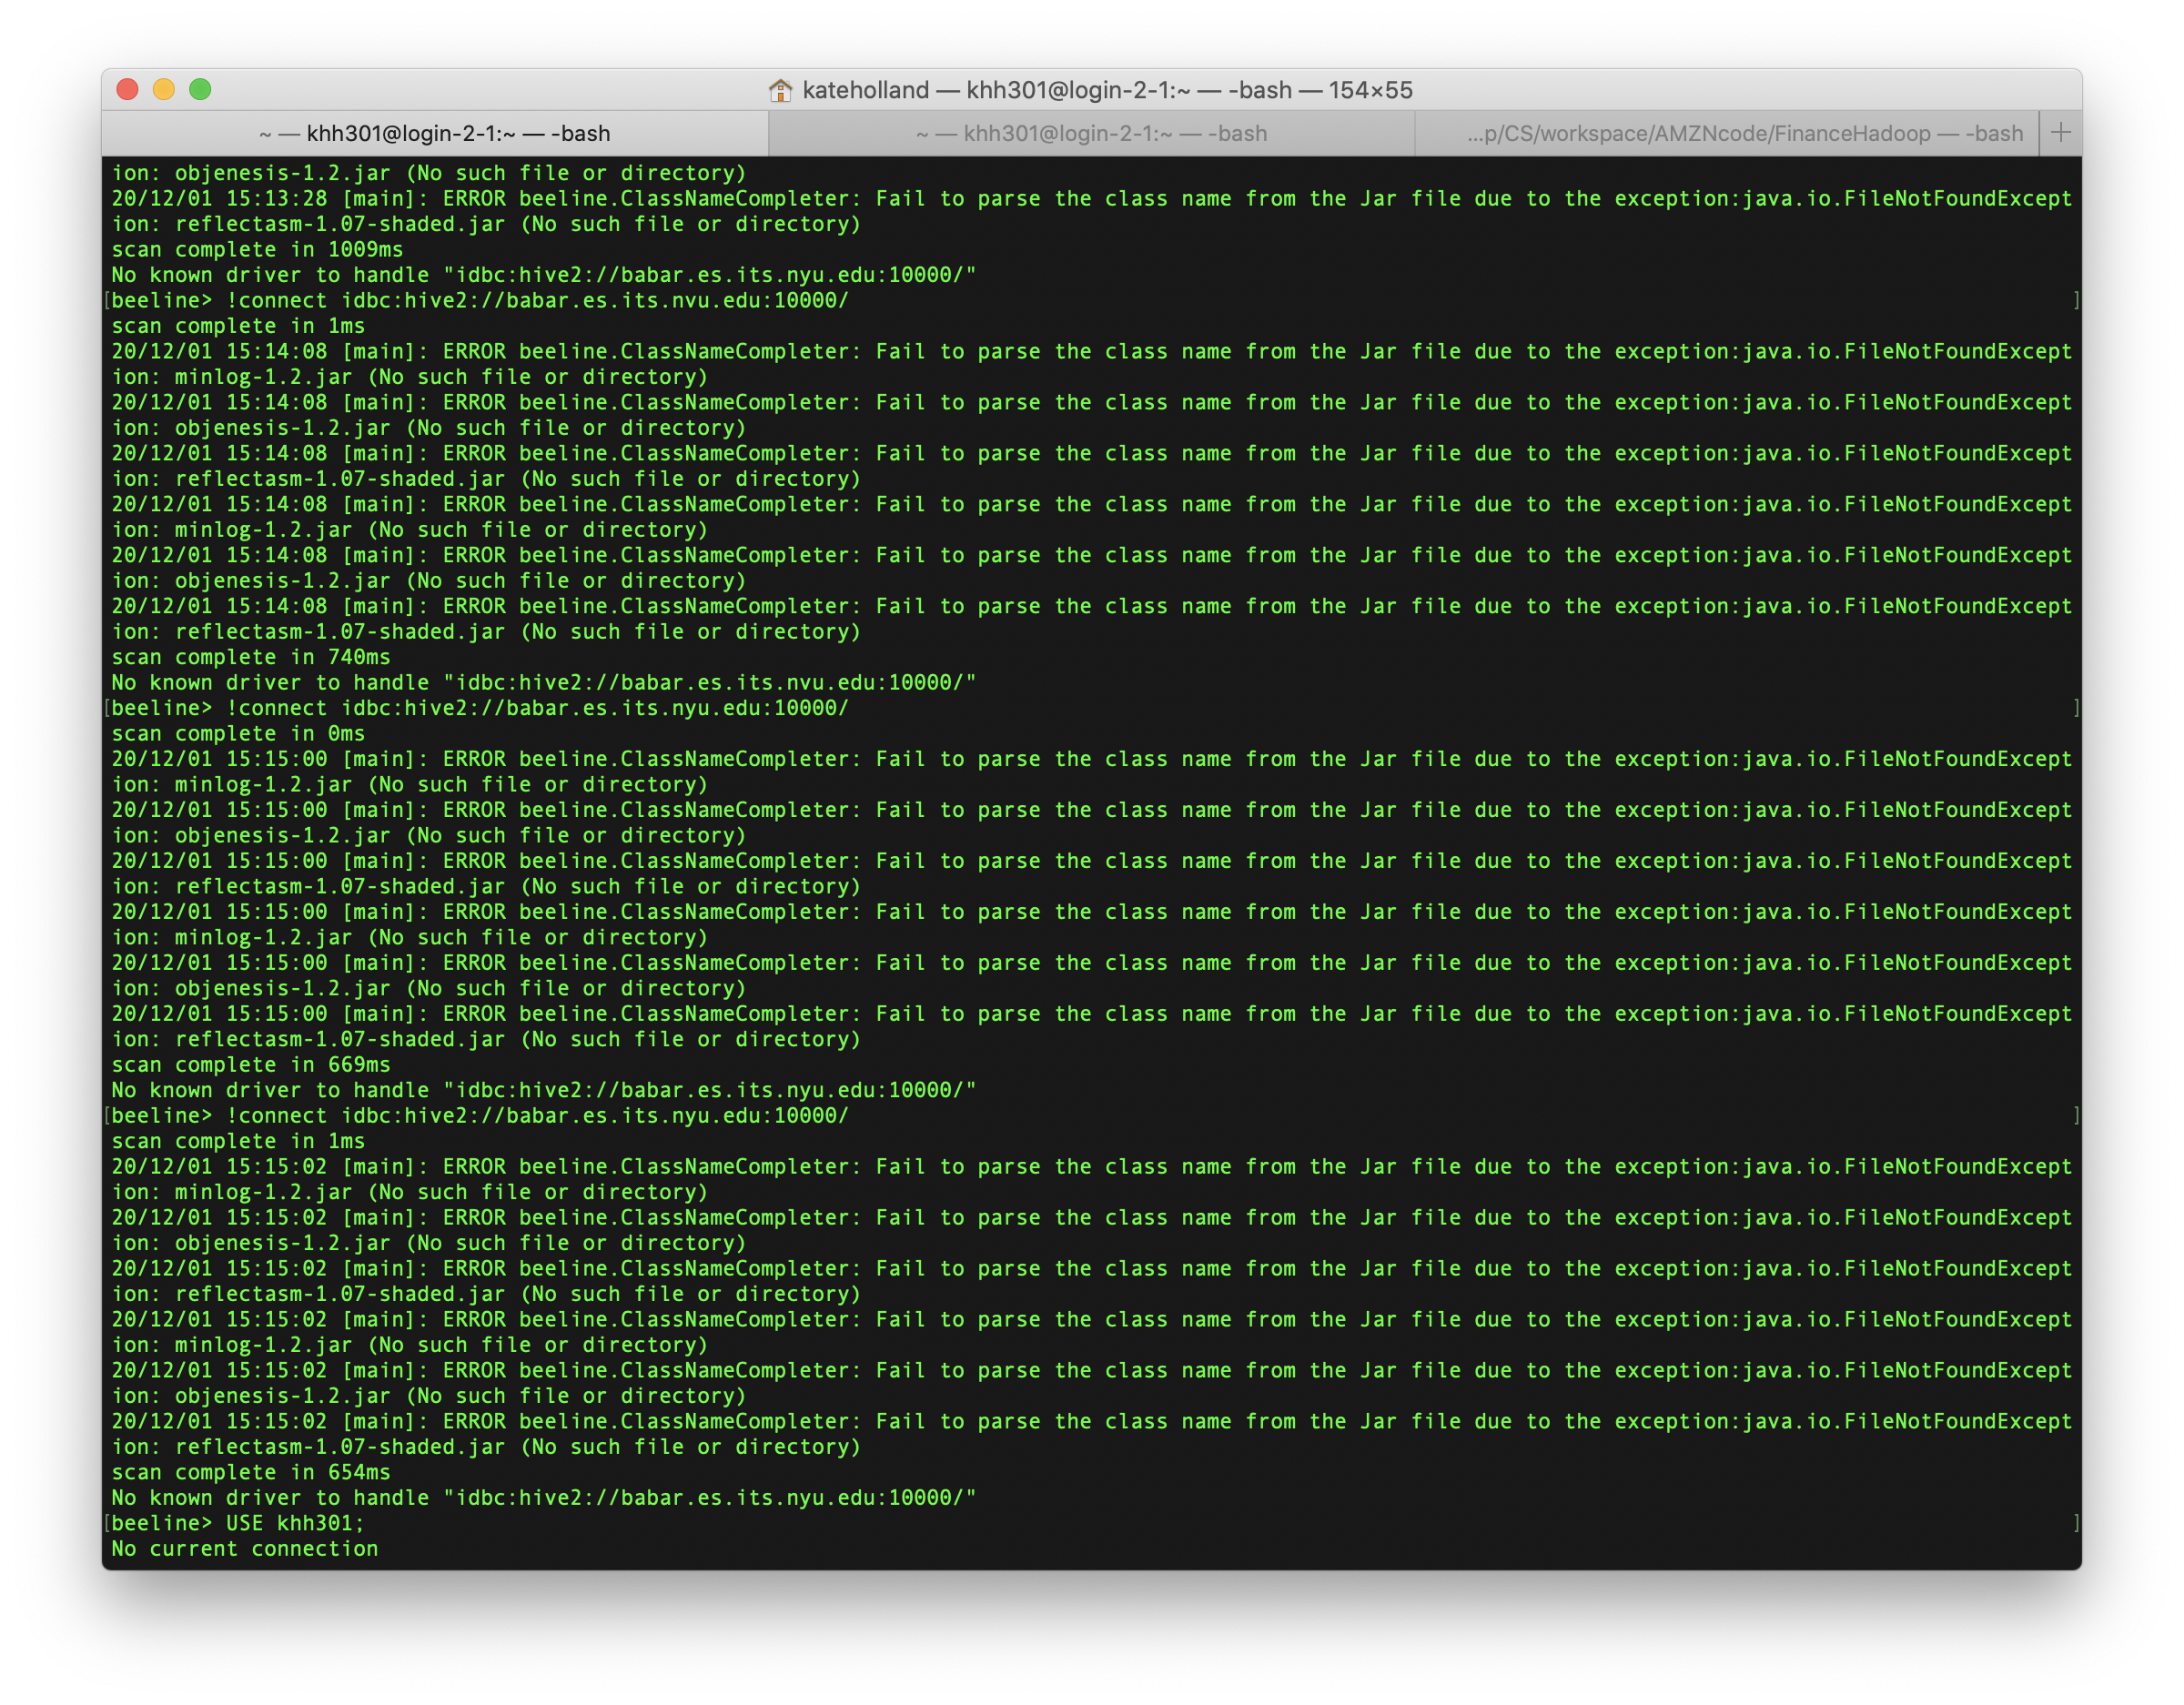 kateholland — khh301@login-2-1:~ — -bash — 154×55
~ — khh301@login-2-1:~ — -bash
~ — khh301@login-2-1:~ — -bash
...p/CS/workspace/AMZNcode/FinanceHadoop — -bash
+
ion: objenesis-1.2.jar (No such file or directory)
20/12/01 15:13:28 [main]: ERROR beeline.ClassNameCompleter: Fail to parse the class name from the Jar file due to the exception:java.io.FileNotFoundExcept
ion: reflectasm-1.07-shaded.jar (No such file or directory)
scan complete in 1009ms
No known driver to handle "idbc:hive2://babar.es.its.nyu.edu:10000/"
[beeline> !connect idbc:hive2://babar.es.its.nvu.edu:10000/ ]
scan complete in 1ms
20/12/01 15:14:08 [main]: ERROR beeline.ClassNameCompleter: Fail to parse the class name from the Jar file due to the exception:java.io.FileNotFoundExcept
ion: minlog-1.2.jar (No such file or directory)
20/12/01 15:14:08 [main]: ERROR beeline.ClassNameCompleter: Fail to parse the class name from the Jar file due to the exception:java.io.FileNotFoundExcept
ion: objenesis-1.2.jar (No such file or directory)
20/12/01 15:14:08 [main]: ERROR beeline.ClassNameCompleter: Fail to parse the class name from the Jar file due to the exception:java.io.FileNotFoundExcept
ion: reflectasm-1.07-shaded.jar (No such file or directory)
20/12/01 15:14:08 [main]: ERROR beeline.ClassNameCompleter: Fail to parse the class name from the Jar file due to the exception:java.io.FileNotFoundExcept
ion: minlog-1.2.jar (No such file or directory)
20/12/01 15:14:08 [main]: ERROR beeline.ClassNameCompleter: Fail to parse the class name from the Jar file due to the exception:java.io.FileNotFoundExcept
ion: objenesis-1.2.jar (No such file or directory)
20/12/01 15:14:08 [main]: ERROR beeline.ClassNameCompleter: Fail to parse the class name from the Jar file due to the exception:java.io.FileNotFoundExcept
ion: reflectasm-1.07-shaded.jar (No such file or directory)
scan complete in 740ms
No known driver to handle "idbc:hive2://babar.es.its.nvu.edu:10000/"
[beeline> !connect idbc:hive2://babar.es.its.nyu.edu:10000/ ]
scan complete in 0ms
20/12/01 15:15:00 [main]: ERROR beeline.ClassNameCompleter: Fail to parse the class name from the Jar file due to the exception:java.io.FileNotFoundExcept
ion: minlog-1.2.jar (No such file or directory)
20/12/01 15:15:00 [main]: ERROR beeline.ClassNameCompleter: Fail to parse the class name from the Jar file due to the exception:java.io.FileNotFoundExcept
ion: objenesis-1.2.jar (No such file or directory)
20/12/01 15:15:00 [main]: ERROR beeline.ClassNameCompleter: Fail to parse the class name from the Jar file due to the exception:java.io.FileNotFoundExcept
ion: reflectasm-1.07-shaded.jar (No such file or directory)
20/12/01 15:15:00 [main]: ERROR beeline.ClassNameCompleter: Fail to parse the class name from the Jar file due to the exception:java.io.FileNotFoundExcept
ion: minlog-1.2.jar (No such file or directory)
20/12/01 15:15:00 [main]: ERROR beeline.ClassNameCompleter: Fail to parse the class name from the Jar file due to the exception:java.io.FileNotFoundExcept
ion: objenesis-1.2.jar (No such file or directory)
20/12/01 15:15:00 [main]: ERROR beeline.ClassNameCompleter: Fail to parse the class name from the Jar file due to the exception:java.io.FileNotFoundExcept
ion: reflectasm-1.07-shaded.jar (No such file or directory)
scan complete in 669ms
No known driver to handle "idbc:hive2://babar.es.its.nyu.edu:10000/"
[beeline> !connect idbc:hive2://babar.es.its.nyu.edu:10000/ ]
scan complete in 1ms
20/12/01 15:15:02 [main]: ERROR beeline.ClassNameCompleter: Fail to parse the class name from the Jar file due to the exception:java.io.FileNotFoundExcept
ion: minlog-1.2.jar (No such file or directory)
20/12/01 15:15:02 [main]: ERROR beeline.ClassNameCompleter: Fail to parse the class name from the Jar file due to the exception:java.io.FileNotFoundExcept
ion: objenesis-1.2.jar (No such file or directory)
20/12/01 15:15:02 [main]: ERROR beeline.ClassNameCompleter: Fail to parse the class name from the Jar file due to the exception:java.io.FileNotFoundExcept
ion: reflectasm-1.07-shaded.jar (No such file or directory)
20/12/01 15:15:02 [main]: ERROR beeline.ClassNameCompleter: Fail to parse the class name from the Jar file due to the exception:java.io.FileNotFoundExcept
ion: minlog-1.2.jar (No such file or directory)
20/12/01 15:15:02 [main]: ERROR beeline.ClassNameCompleter: Fail to parse the class name from the Jar file due to the exception:java.io.FileNotFoundExcept
ion: objenesis-1.2.jar (No such file or directory)
20/12/01 15:15:02 [main]: ERROR beeline.ClassNameCompleter: Fail to parse the class name from the Jar file due to the exception:java.io.FileNotFoundExcept
ion: reflectasm-1.07-shaded.jar (No such file or directory)
scan complete in 654ms
No known driver to handle "idbc:hive2://babar.es.its.nyu.edu:10000/"
[beeline> USE khh301; ]
No current connection